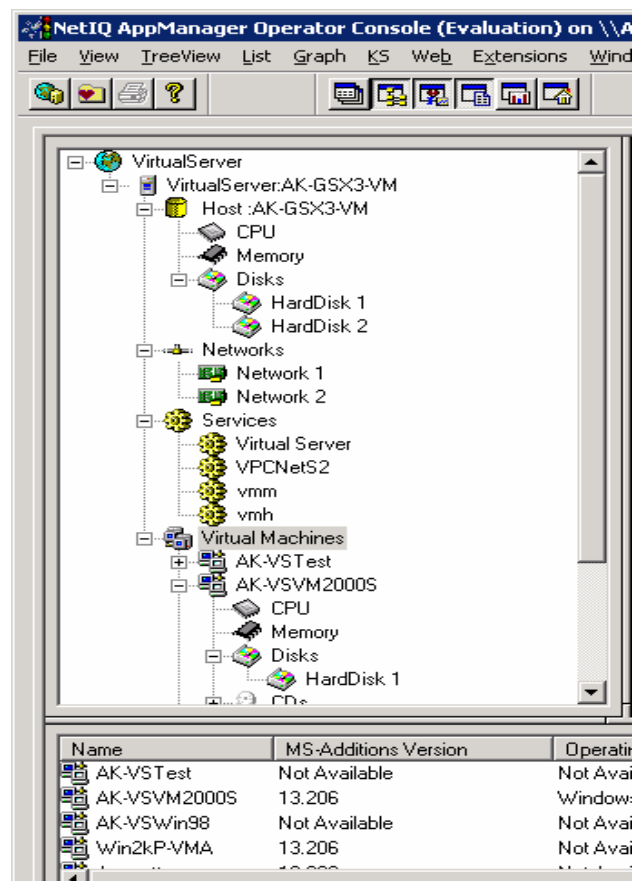 NetIQ AppManager Operator Console (Evaluation) on \\A
File View TreeView List Graph KS Web Extensions Wind
VirtualServer
VirtualServer:AK-GSX3-VM
Host :AK-GSX3-VM
CPU
Memory
Disks
HardDisk 1
HardDisk 2
Networks
Network 1
Network 2
Services
Virtual Server
VPCNetS2
vmm
vmh
Virtual Machines
AK-VSTest
AK-VSVM2000S
CPU
Memory
Disks
HardDisk 1
CDs
Name MS-Additions Version Operatin
AK-VSTest Not Available Not Avai
AK-VSVM2000S 13.206 Windows
AK-VSWin98 Not Available Not Avai
Win2kP-VMA 13.206 Not Avai